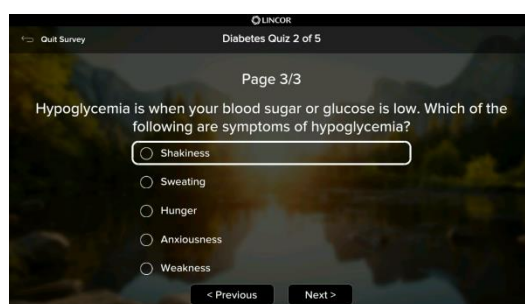 LINCOR
Quit Survey
Diabetes Quiz 2 of 5
Page 3/3
Hypoglycemia is when your blood sugar or glucose is low. Which of the
following are symptoms of hypoglycemia?
Shakiness
Sweating
Hunger
Anxiousness
Weakness
< Previous
Next >